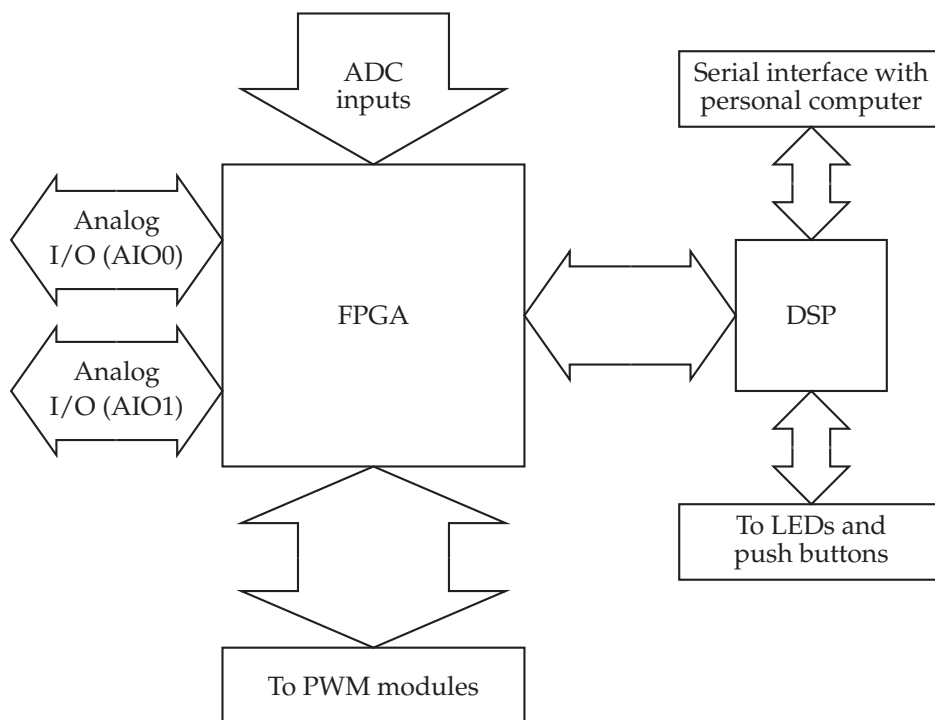 ADC
inputs
Serial interface with
personal computer
Analog
I/O (AIO0)
FPGA
DSP
Analog
I/O (AIO1)
To LEDs and
push buttons
To PWM modules